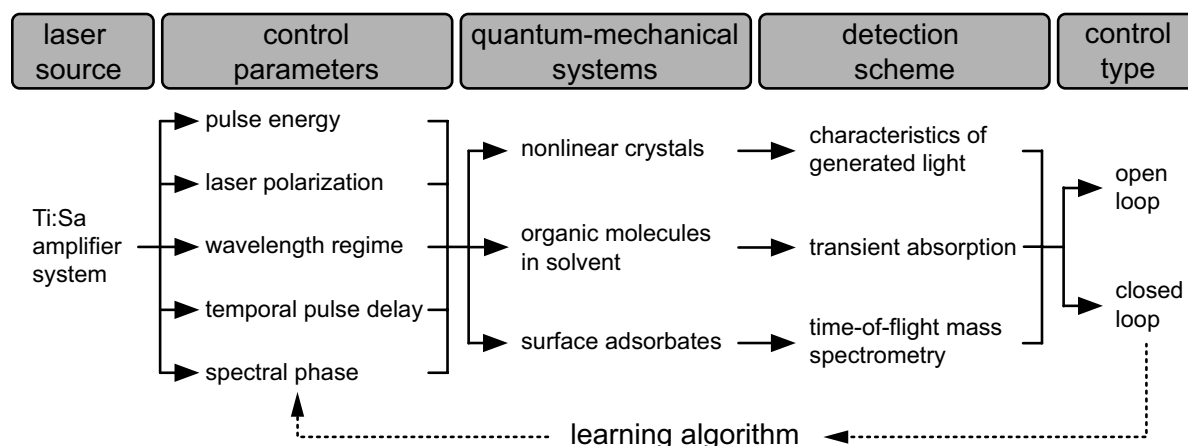 laser
source
control
parameters
quantum-mechanical
systems
detection
scheme
control
type
Ti:Sa
amplifier
system
pulse energy
laser polarization
wavelength regime
temporal pulse delay
spectral phase
nonlinear crystals
organic molecules
in solvent
surface adsorbates
characteristics of
generated light
transient absorption
time-of-flight mass
spectrometry
open
loop
closed
loop
learning algorithm